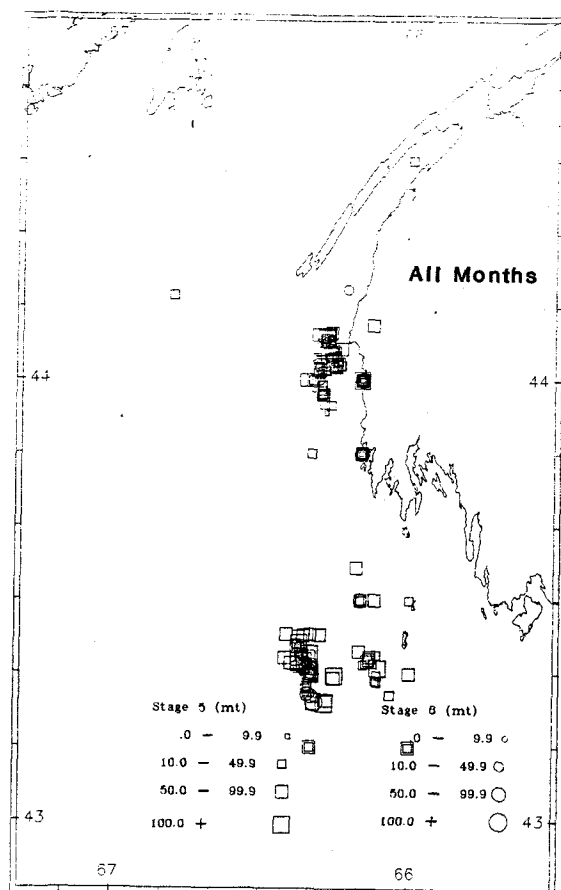 All Months
44
44
Stage 5 (mt)
.0 — 9.9
10.0 — 49.9
50.0 — 99.9
100.0 +
Stage 6 (mt)
.0 — 9.9
10.0 — 49.9
50.0 — 99.9
100.0 +
43
43
67
66